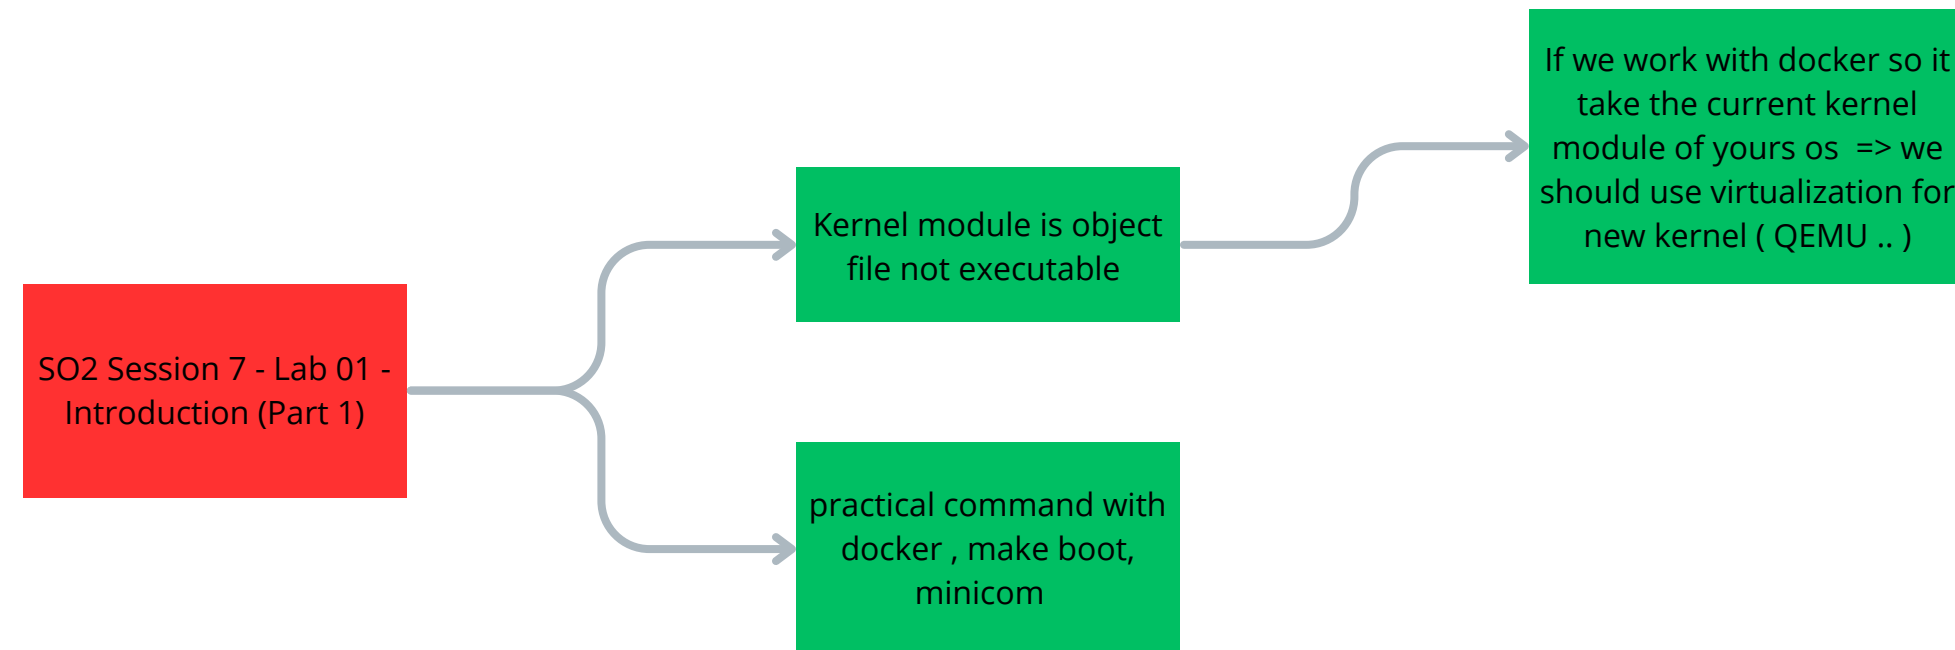 SO2 Session 7 - Lab 01 -
Introduction (Part 1)
Kernel module is object
file not executable
If we work with docker so it
take the current kernel
module of yours os  => we
should use virtualization for
new kernel ( QEMU .. )
practical command with
docker , make boot,
minicom